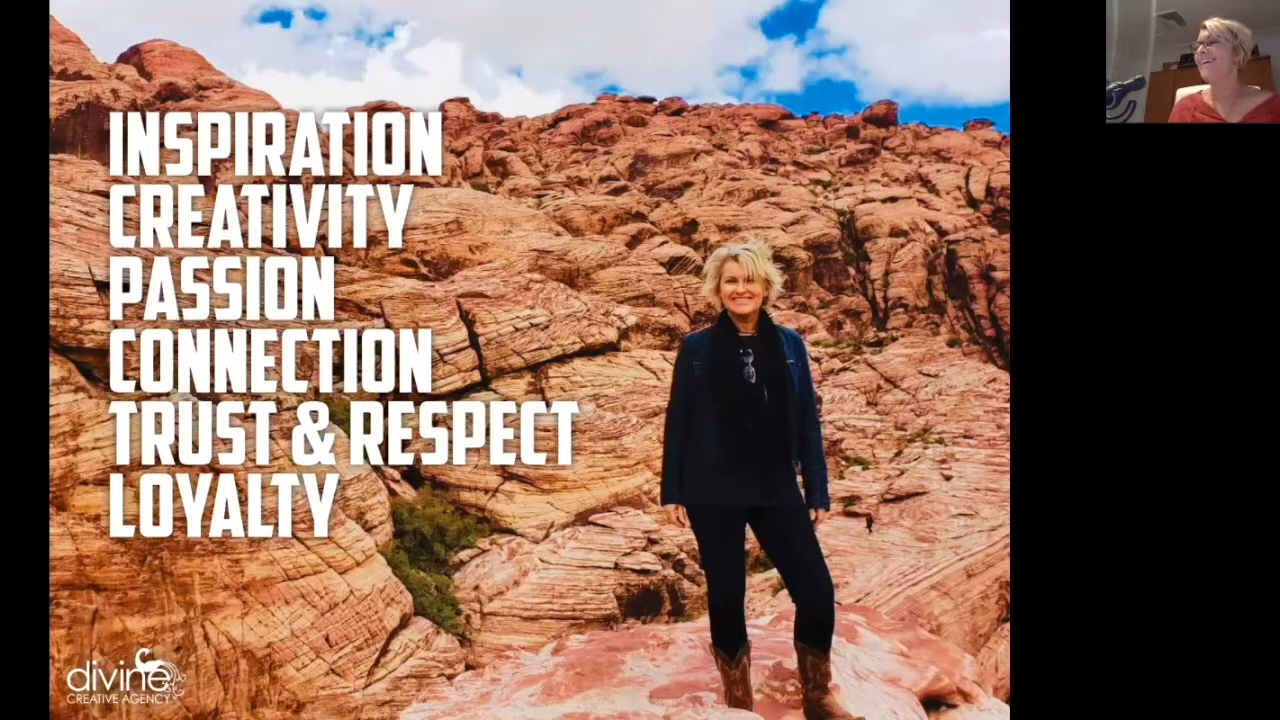 INSPIRATION
CREATIVITY
PASSION
CONNECTION
TRUST & RESPECT
LOYALTY
divine
CREATIVE AGENCY